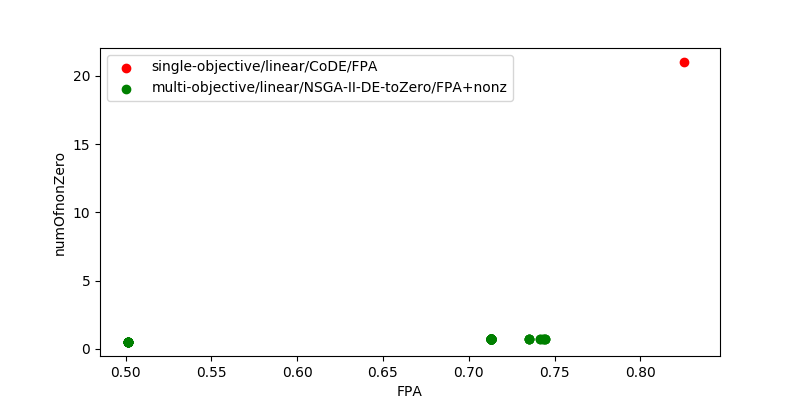 single-objective/linear/CoDE/FPA
multi-objective/linear/NSGA-II-DE-toZero/FPA+nonz
20
15
10
5
0
numOfnonZero
0.50 0.55 0.60 0.65 0.70 0.75 0.80
FPA